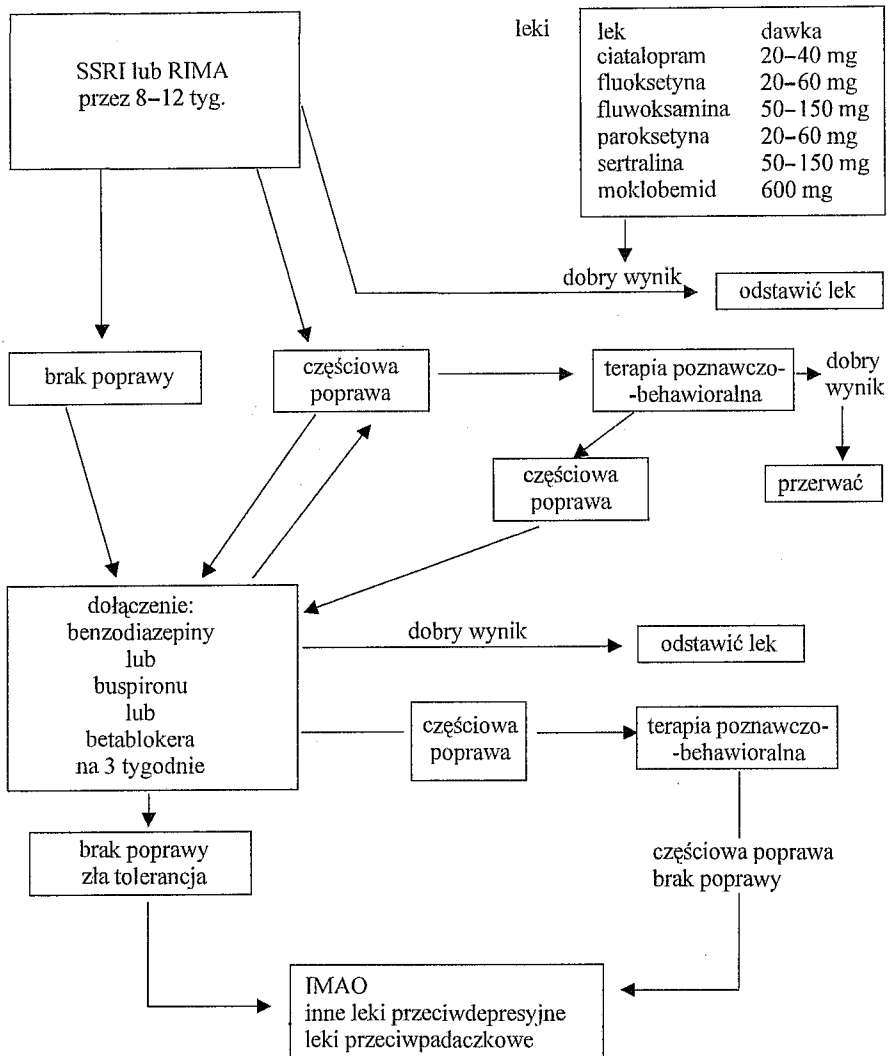 SSRI lub RIMA
przez 8–12 tyg.
leki
lek dawka
ciatalopram 20–40 mg
fluoksetyna 20–60 mg
fluwoksamina 50–150 mg
paroksetyna 20–60 mg
sertralina 50–150 mg
moklobemid 600 mg
dobry wynik
odstawić lek
brak poprawy
częściowa
poprawa
terapia poznawczo-
-behawioralna
dobry
wynik
częściowa
poprawa
przerwać
dołączenie:
benzodiazepiny
lub
buspironu
lub
betablokera
na 3 tygodnie
dobry wynik
odstawić lek
częściowa
poprawa
terapia poznawczo-
-behawioralna
brak poprawy
zła tolerancja
częściowa poprawa
brak poprawy
IMAO
inne leki przeciwdepresyjne
leki przeciwpadaczkowe